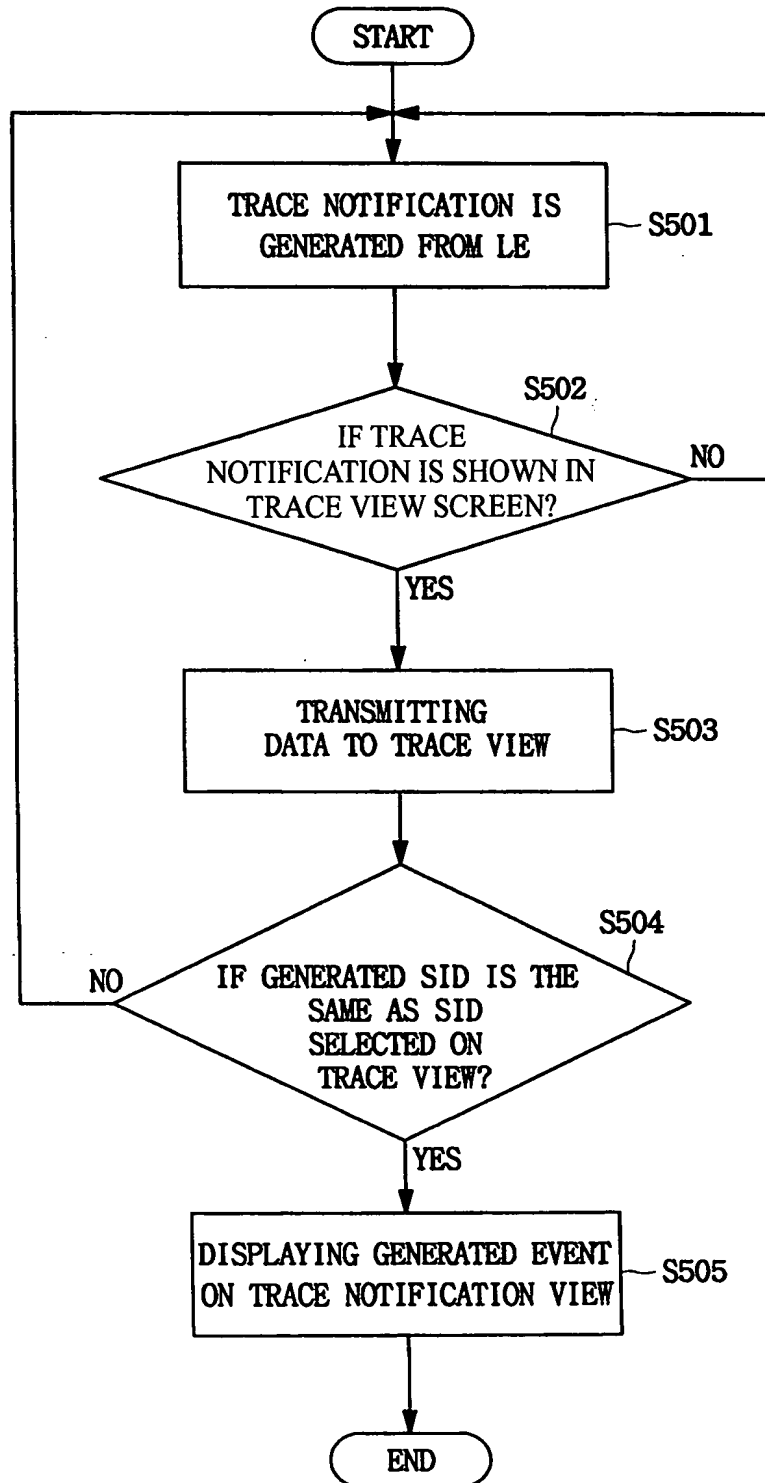 START
TRACE NOTIFICATION IS
GENERATED FROM LE
S501
S502
IF TRACE
NOTIFICATION IS SHOWN IN
TRACE VIEW SCREEN?
NO
YES
TRANSMITTING
DATA TO TRACE VIEW
S503
S504
NO
IF GENERATED SID IS THE
SAME AS SID
SELECTED ON
TRACE VIEW?
YES
DISPLAYING GENERATED EVENT
ON TRACE NOTIFICATION VIEW
S505
END